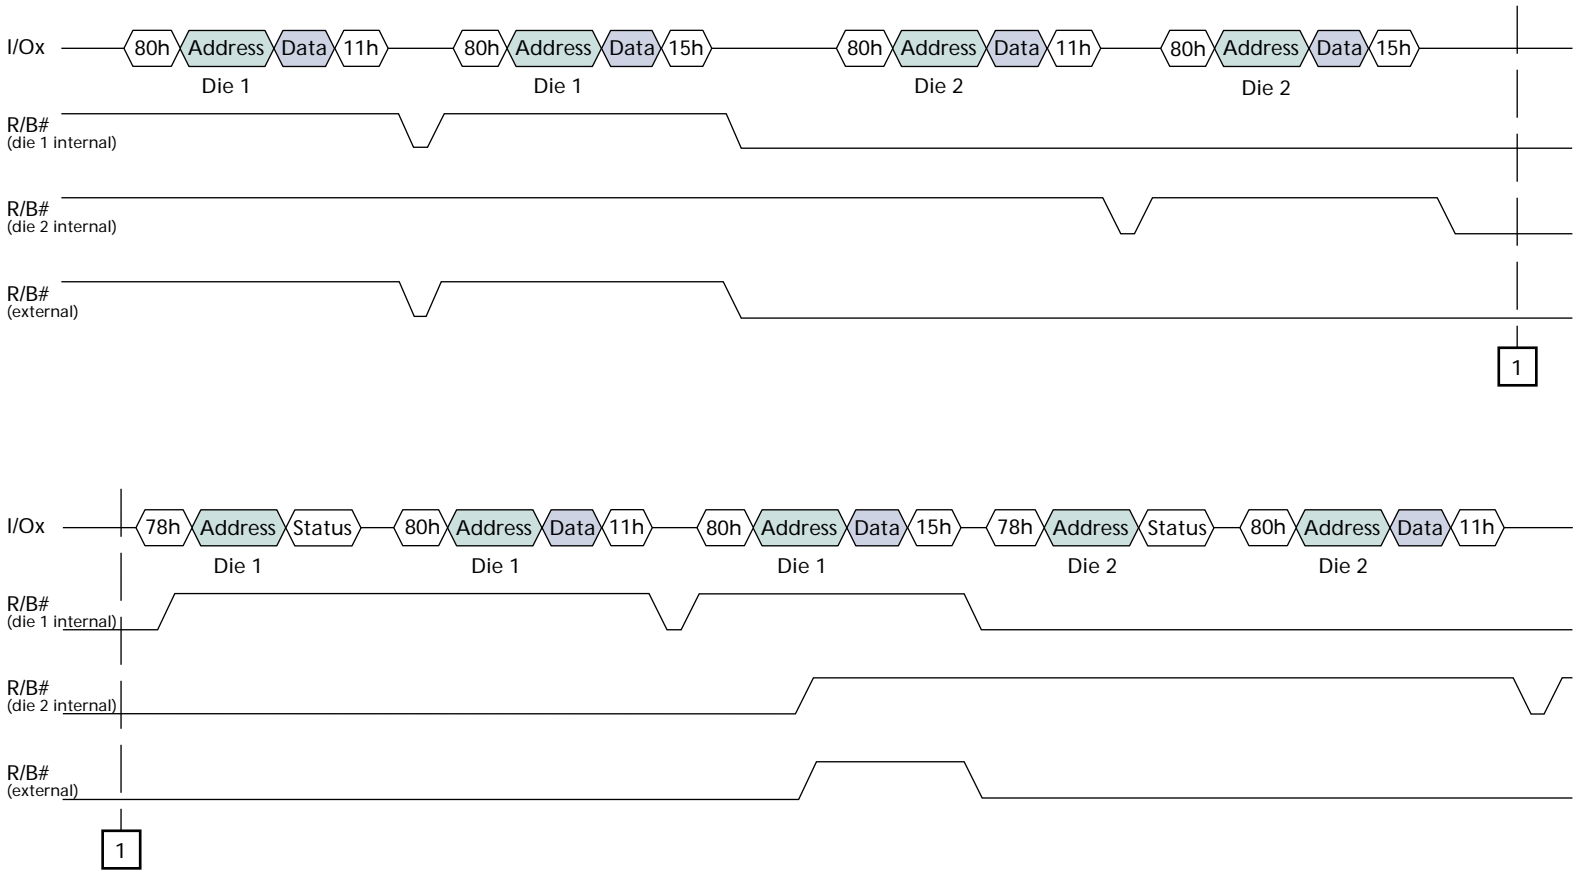 I/Ox 80h Address Data 11h 80h Address Data 15h 80h Address Data 11h 80h Address Data 15h
Die 1 Die 1 Die 2 Die 2
R/B#
(die 1 internal)
R/B#
(die 2 internal)
R/B#
(external)
1
I/Ox 78h Address Status 80h Address Data 11h 80h Address Data 15h 78h Address Status 80h Address Data 11h
Die 1 Die 1 Die 1 Die 2 Die 2
R/B#
(die 1 internal)
R/B#
(die 2 internal)
R/B#
(external)
1